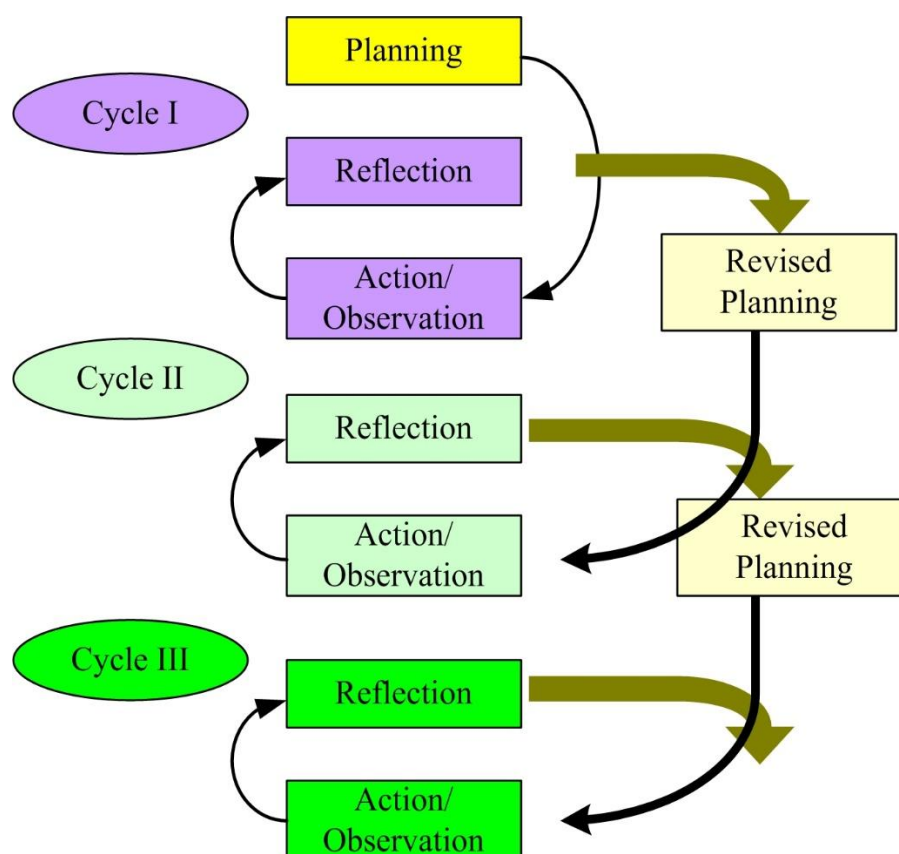 Planning
Cycle I
Reflection
Revised
Planning
Action/
Observation
Cycle II
Reflection
Revised
Planning
Action/
Observation
Cycle III
Reflection
Action/
Observation